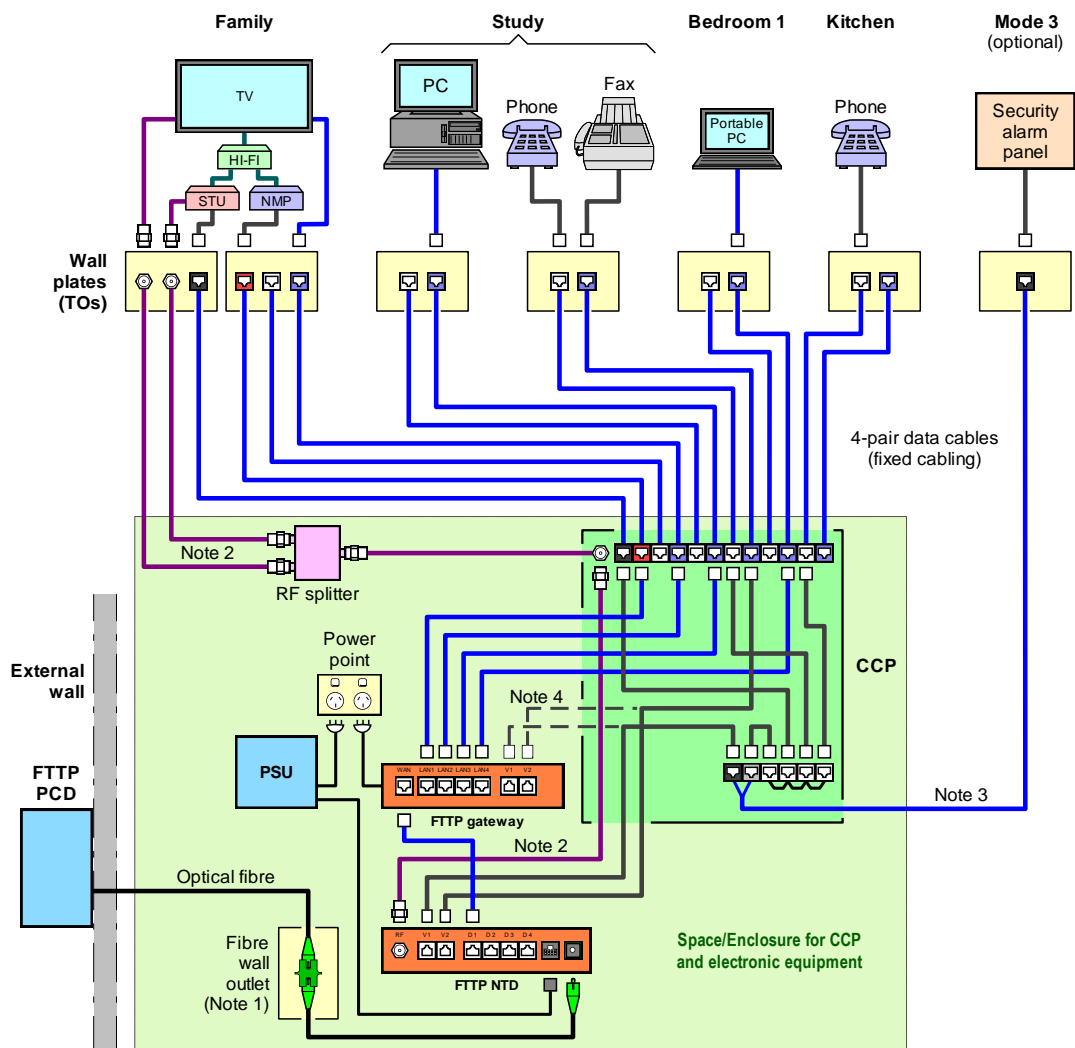 Family
Study
Bedroom 1
Kitchen
Mode 3
(optional)
TV
HI-FI
STU
NMP
PC
Phone
Fax
Portable
PC
Phone
Security
alarm
panel
Wall
plates
(TOs)
4-pair data cables
(fixed cabling)
Note 2
RF splitter
Power
point
External
wall
CCP
Note 4
PSU
WAN
LAN1
LAN2
LAN3
LAN4
V1
V2
FTTP gateway
FTTP
PCD
Note 3
Note 2
Optical fibre
Fibre
wall
outlet
(Note 1)
RF
V1
V2
D1
D2
D3
D4
FTTP NTD
Space/Enclosure for CCP
and electronic equipment